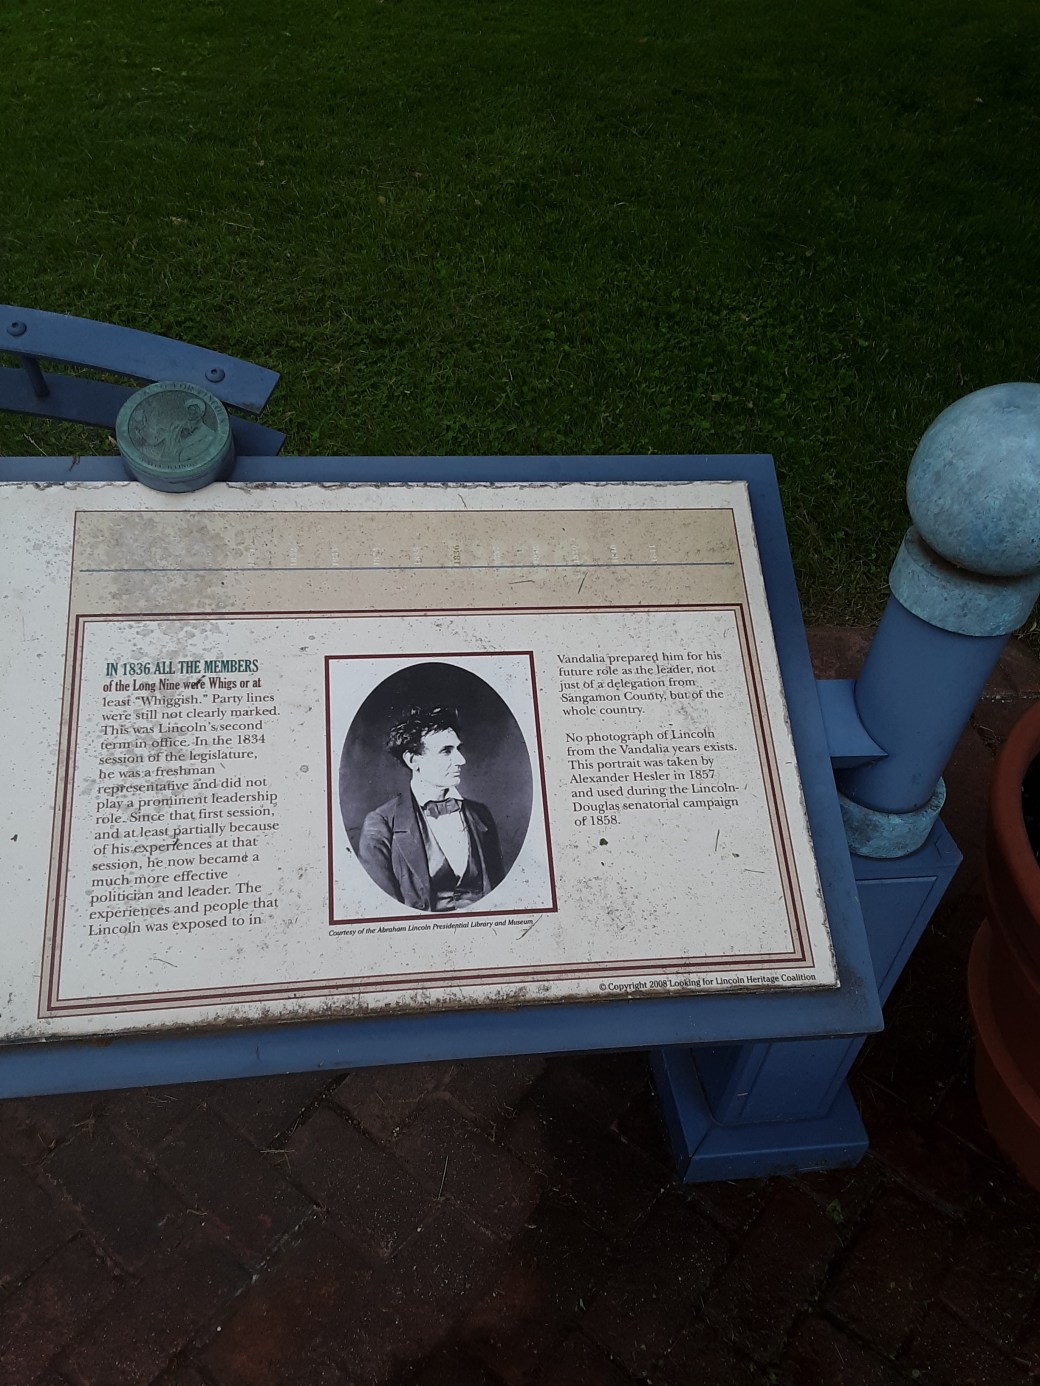 1836
IN 1836 ALL THE MEMBERS
of the Long Nine were Whigs or at
least "Whiggish." Party lines
were still not clearly marked.
This was Lincoln's second
term in office. In the 1834
session of the legislature,
he was a freshman
representative and did not
play a prominent leadership
role. Since that first session,
and at least partially because
of his experiences at that
session, he now became a
much more effective
politician and leader. The
experiences and people that
Lincoln was exposed to in
Courtesy of the Abraham Lincoln Presidential Library and Museum
Vandalia prepared him for his
future role as the leader, not
just of a delegation from
Sangamon County, but of the
whole country.
No photograph of Lincoln
from the Vandalia years exists.
This portrait was taken by
Alexander Hesler in 1857
and used during the Lincoln-
Douglas senatorial campaign
of 1858.
© Copyright 2008 Looking for Lincoln Heritage Coalition